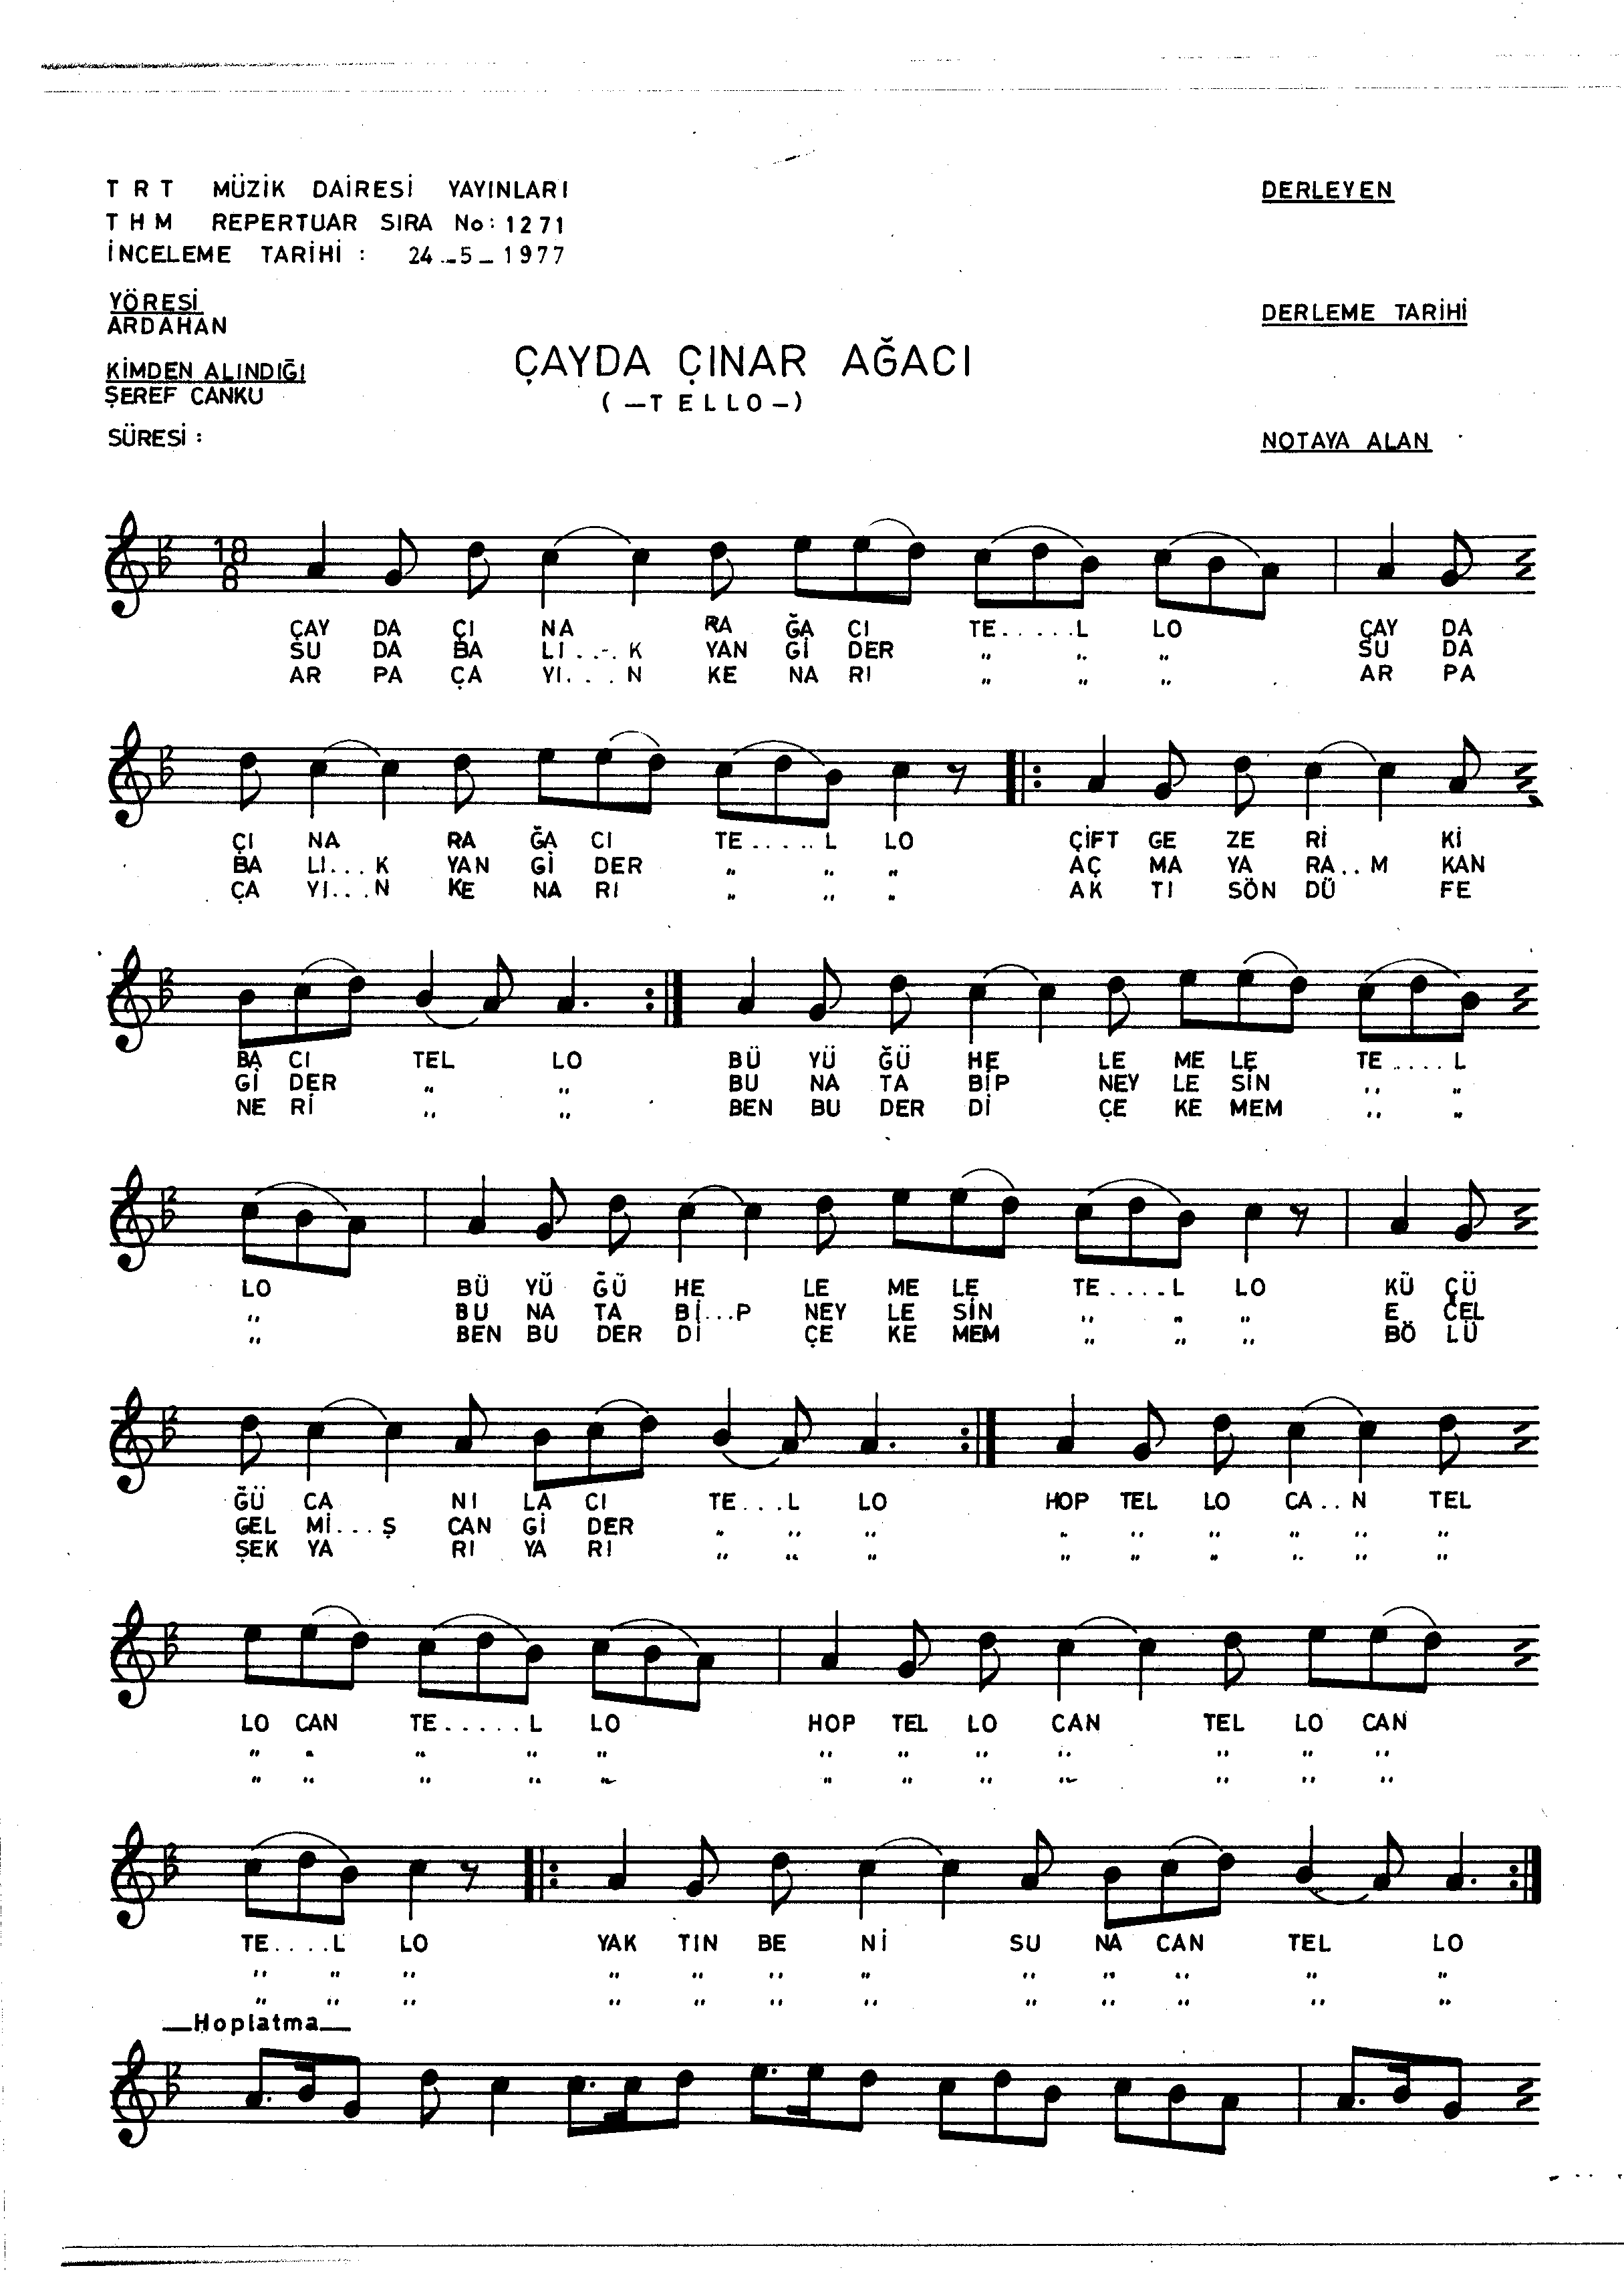 TRT MÜZİK DAİRESİ YAYINLARI
THM REPERTUAR SIRA No: 1271
İNCELEME TARİHİ : 24_5_1977
DERLEYEN
YÖRESİ
ARDAHAN
DERLEME TARİHİ
KİMDEN ALINDIĞI
ŞEREF CANKU
ÇAYDA ÇINAR AĞACI
(_TELLO_)
SÜRESİ :
NOTAYA ALAN
18
8
ÇAY DA ÇI NA RA ĞA CI TE.....L LO ÇAY DA
SU DA BA LI...K YAN Gİ DER " " " SU DA
AR PA ÇA YI...N KE NA RI " " " AR PA
ÇI NA RA ĞA CI TE.....L LO ÇİFT GE ZE Rİ Kİ
BA LI...K YAN Gİ DER " " " AÇ MA YA RA..M KAN
ÇA YI...N KE NA RI " " " AK TI SÖN DÜ FE
BA CI TEL LO BÜ YÜ ĞÜ HE LE ME LE TE.....L
Gİ DER " " BU NA TA BİP NEY LE SİN " "
NE Rİ " " BEN BU DER Dİ ÇE KE MEM " "
LO BÜ YÜ ĞÜ HE LE ME LE TE....L LO KÜ ÇÜ
" BU NA TA Bİ...P NEY LE SİN " " " E CEL
" BEN BU DER Dİ ÇE KE MEM " " " BÖ LÜ
ĞÜ CA NI LA CI TE...L LO HOP TEL LO CA..N TEL
GEL Mİ...Ş CAN Gİ DER " " " " " " " " "
ŞEK YA RI YA RI " " " " " " " " "
LO CAN TE.....L LO HOP TEL LO CAN TEL LO CAN
" " " " " " " " " " " "
" " " " " " " " " " " "
TE....L LO YAK TIN BE Nİ SU NA CAN TEL LO
" " " " " " " " " " " "
" " " " " " " " " " " "
_Hoplatma_